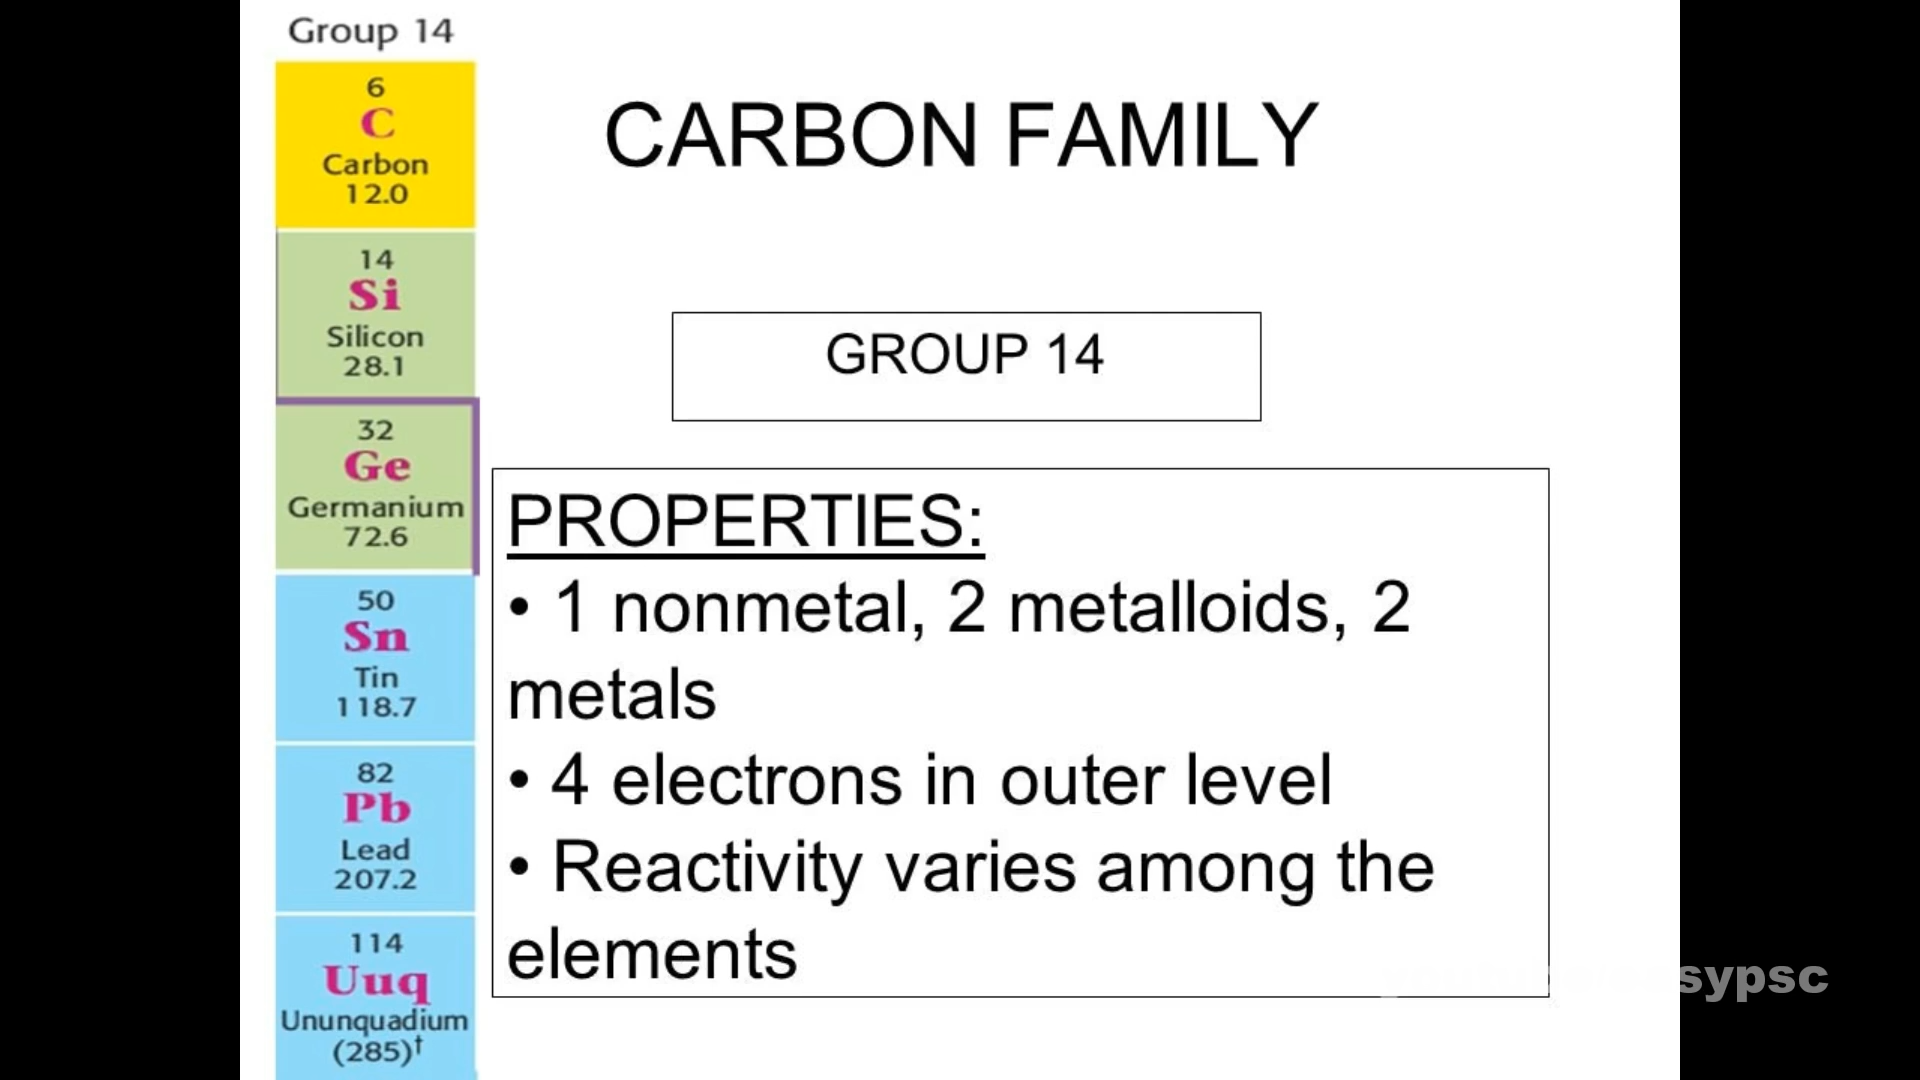 Group 14
6
C
Carbon
12.0
14
Si
Silicon
28.1
32
Ge
Germanium
72.6
50
Sn
Tin
118.7
82
Pb
Lead
207.2
114
Uuq
Ununquadium
(285)†
CARBON FAMILY
GROUP 14
PROPERTIES:
• 1 nonmetal, 2 metalloids, 2
metals
• 4 electrons in outer level
• Reactivity varies among the
elements